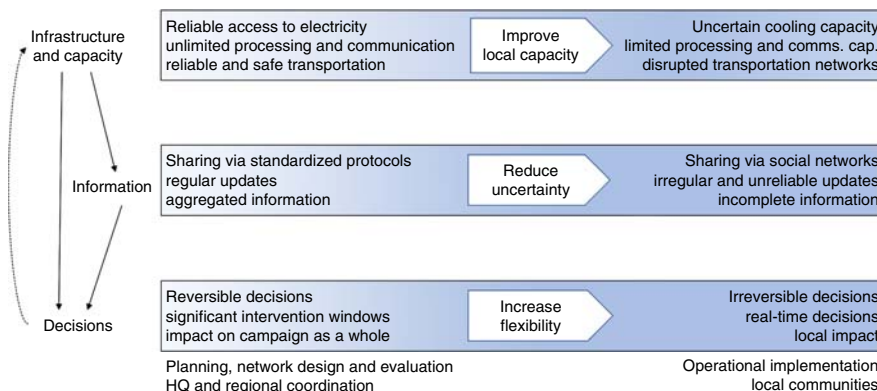 Infrastructure
and capacity
Reliable access to electricity
unlimited processing and communication
reliable and safe transportation
Improve
local capacity
Uncertain cooling capacity
limited processing and comms. cap.
disrupted transportation networks
Information
Sharing via standardized protocols
regular updates
aggregated information
Reduce
uncertainty
Sharing via social networks
irregular and unreliable updates
incomplete information
Decisions
Reversible decisions
significant intervention windows
impact on campaign as a whole
Increase
flexibility
Irreversible decisions
real-time decisions
local impact
Planning, network design and evaluation
HQ and regional coordination
Operational implementation
local communities